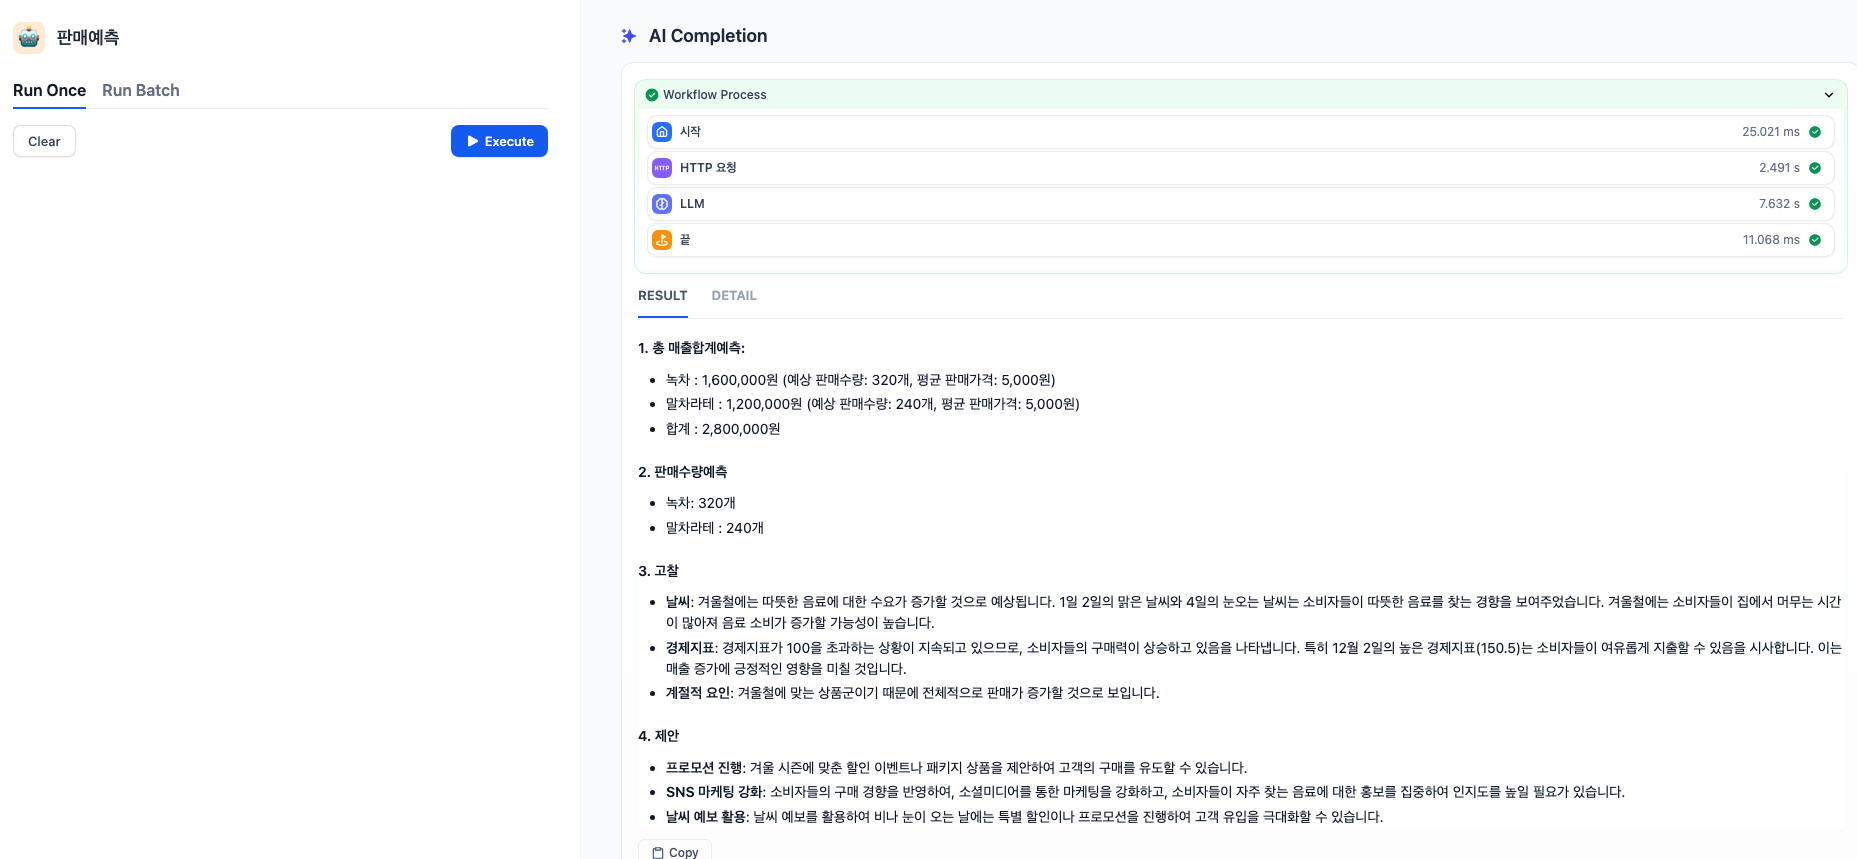 판매예측
Run Once Run Batch
Clear
Execute
AI Completion
Workflow Process
시작 25.021 ms
HTTP HTTP 요청 2.491 s
LLM 7.632 s
끝 11.068 ms
RESULT DETAIL
1. 총 매출합계예측:
녹차 : 1,600,000원 (예상 판매수량: 320개, 평균 판매가격: 5,000원)
말차라테 : 1,200,000원 (예상 판매수량: 240개, 평균 판매가격: 5,000원)
합계 : 2,800,000원
2. 판매수량예측
녹차: 320개
말차라테 : 240개
3. 고찰
날씨: 겨울철에는 따뜻한 음료에 대한 수요가 증가할 것으로 예상됩니다. 1일 2일의 맑은 날씨와 4일의 눈오는 날씨는 소비자들이 따뜻한 음료를 찾는 경향을 보여주었습니다. 겨울철에는 소비자들이 집에서 머무는 시간
이 많아져 음료 소비가 증가할 가능성이 높습니다.
경제지표: 경제지표가 100을 초과하는 상황이 지속되고 있으므로, 소비자들의 구매력이 상승하고 있음을 나타냅니다. 특히 12월 2일의 높은 경제지표(150.5)는 소비자들이 여유롭게 지출할 수 있음을 시사합니다. 이는
매출 증가에 긍정적인 영향을 미칠 것입니다.
계절적 요인: 겨울철에 맞는 상품군이기 때문에 전체적으로 판매가 증가할 것으로 보입니다.
4. 제안
프로모션 진행: 겨울 시즌에 맞춘 할인 이벤트나 패키지 상품을 제안하여 고객의 구매를 유도할 수 있습니다.
SNS 마케팅 강화: 소비자들의 구매 경향을 반영하여, 소셜미디어를 통한 마케팅을 강화하고, 소비자들이 자주 찾는 음료에 대한 홍보를 집중하여 인지도를 높일 필요가 있습니다.
날씨 예보 활용: 날씨 예보를 활용하여 비나 눈이 오는 날에는 특별 할인이나 프로모션을 진행하여 고객 유입을 극대화할 수 있습니다.
Copy